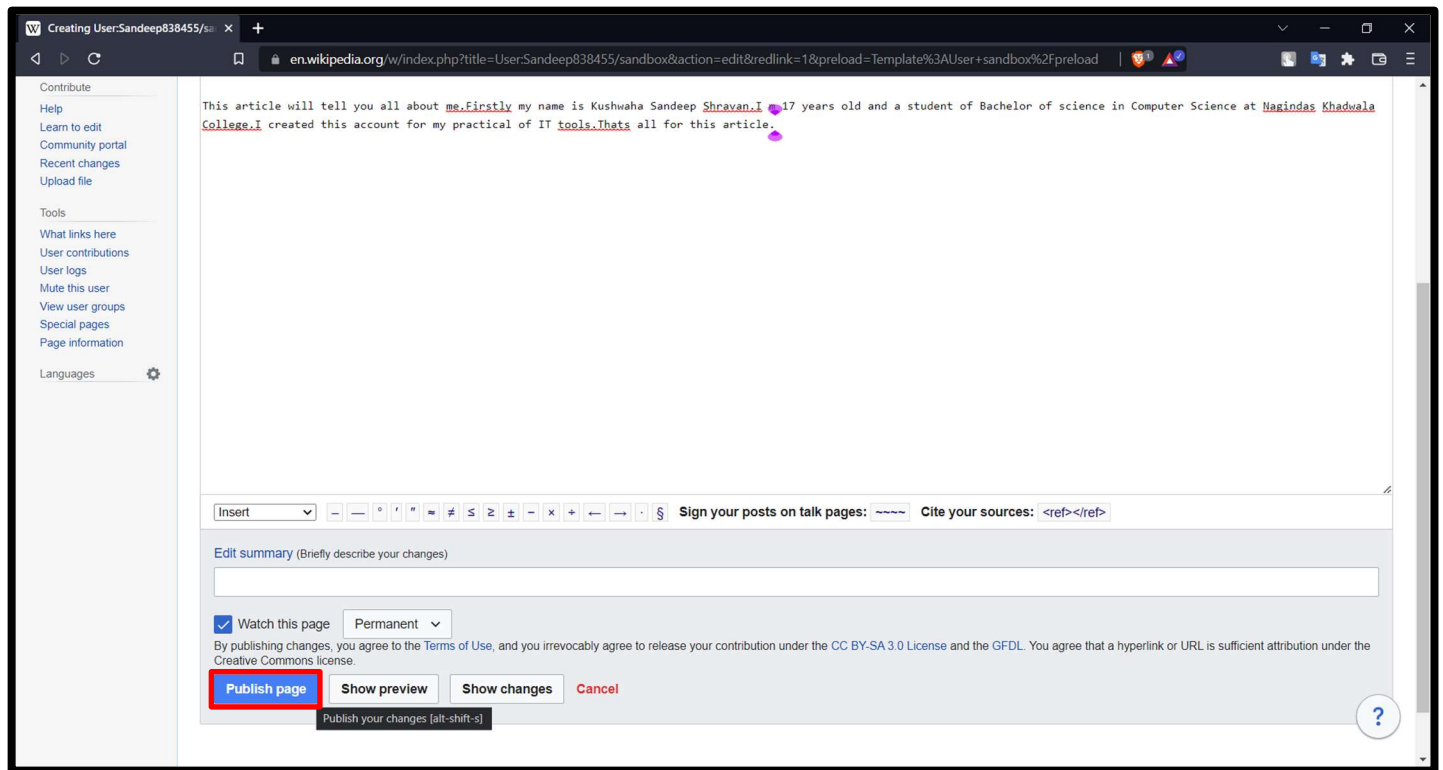 Creating User:Sandeep838455/sa
en.wikipedia.org/w/index.php?title=User:Sandeep838455/sandbox&action=edit&redlink=1&preload=Template%3AUser+sandbox%2Fpreload
Contribute
Help
Learn to edit
Community portal
Recent changes
Upload file
Tools
What links here
User contributions
User logs
Mute this user
View user groups
Special pages
Page information
Languages
This article will tell you all about me.Firstly my name is Kushwaha Sandeep Shravan.I m 17 years old and a student of Bachelor of science in Computer Science at Nagindas Khadwala
College.I created this account for my practical of IT tools.Thats all for this article.
Insert – — ° ′ ″ ≈ ≠ ≤ ≥ ± − × ÷ ← → · § Sign your posts on talk pages: ~~~~ Cite your sources: <ref></ref>
Edit summary (Briefly describe your changes)
Watch this page Permanent
By publishing changes, you agree to the Terms of Use, and you irrevocably agree to release your contribution under the CC BY-SA 3.0 License and the GFDL. You agree that a hyperlink or URL is sufficient attribution under the
Creative Commons license.
Publish page Show preview Show changes Cancel
Publish your changes [alt-shift-s]
?